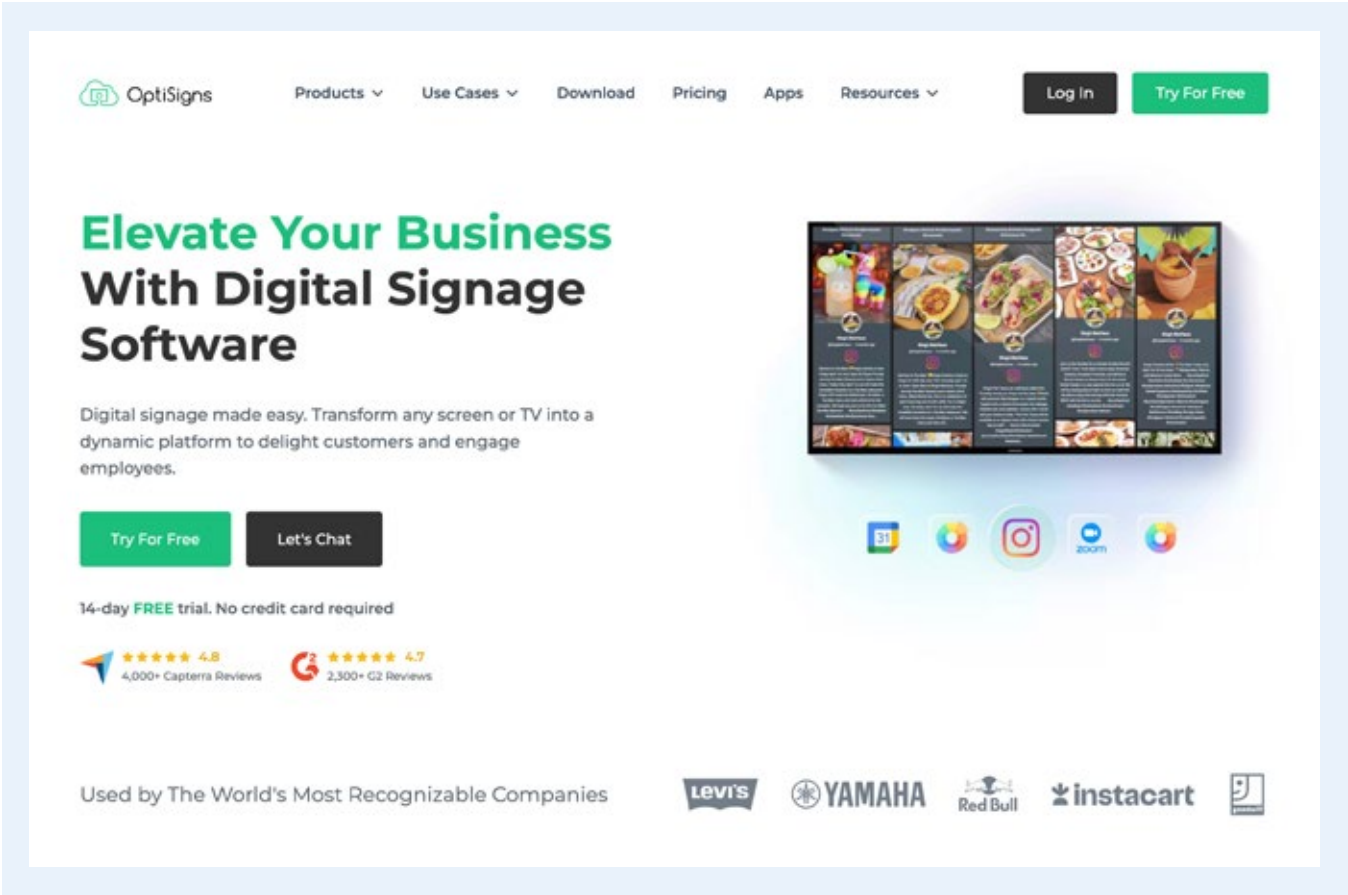 OptiSigns
Products
Use Cases
Download
Pricing
Apps
Resources
Log In
Try For Free
Elevate Your Business
With Digital Signage
Software
Digital signage made easy. Transform any screen or TV into a
dynamic platform to delight customers and engage
employees.
Try For Free
Let's Chat
14-day FREE trial. No credit card required
4.8
4,000+ Capterra Reviews
4.7
2,300+ G2 Reviews
31
zoom
Used by The World's Most Recognizable Companies
Levi's
YAMAHA
Red Bull
instacart
goodwill